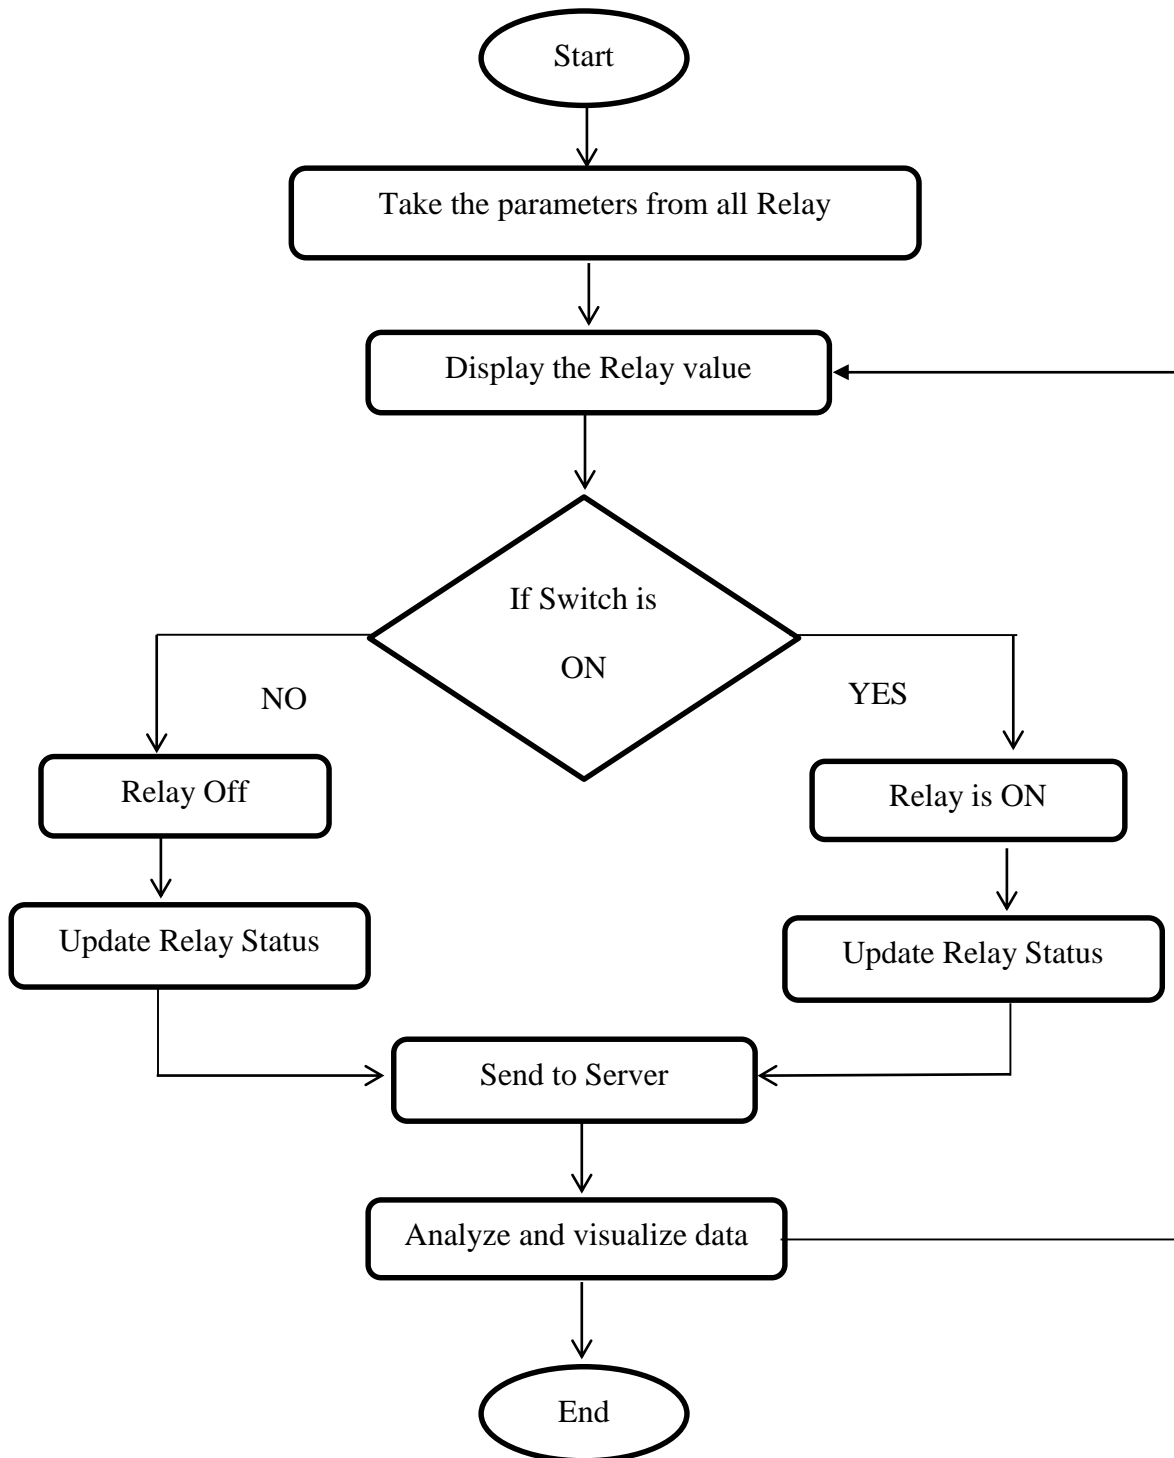 Start
Take the parameters from all Relay
Display the Relay value
If Switch is
ON
NO
YES
Relay Off
Relay is ON
Update Relay Status
Update Relay Status
Send to Server
Analyze and visualize data
End